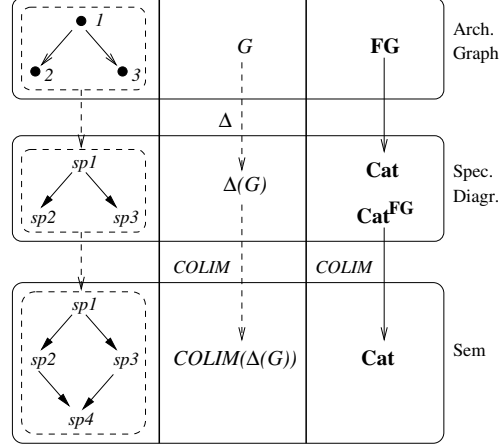 1
2
3
G
FG
Arch.
Graph
Δ
sp1
sp2
sp3
Δ(G)
Cat
Cat^FG
Spec.
Diagr.
COLIM
COLIM
sp1
sp2
sp3
sp4
COLIM(Δ(G))
Cat
Sem